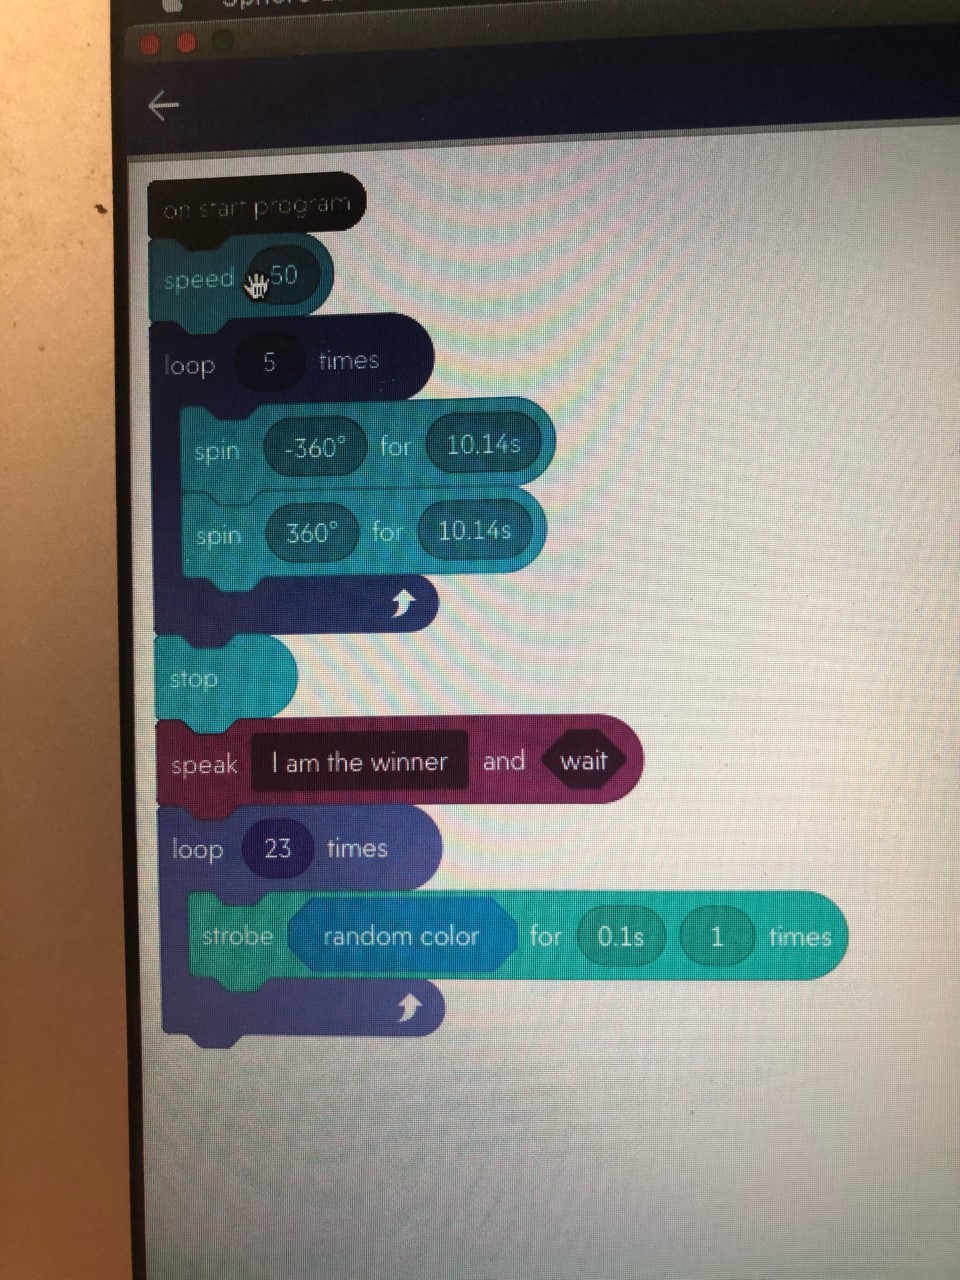 on start program
speed 50
loop 5 times
spin -360° for 10.14s
spin 360° for 10.14s
stop
speak I am the winner and wait
loop 23 times
strobe random color for 0.1s 1 times